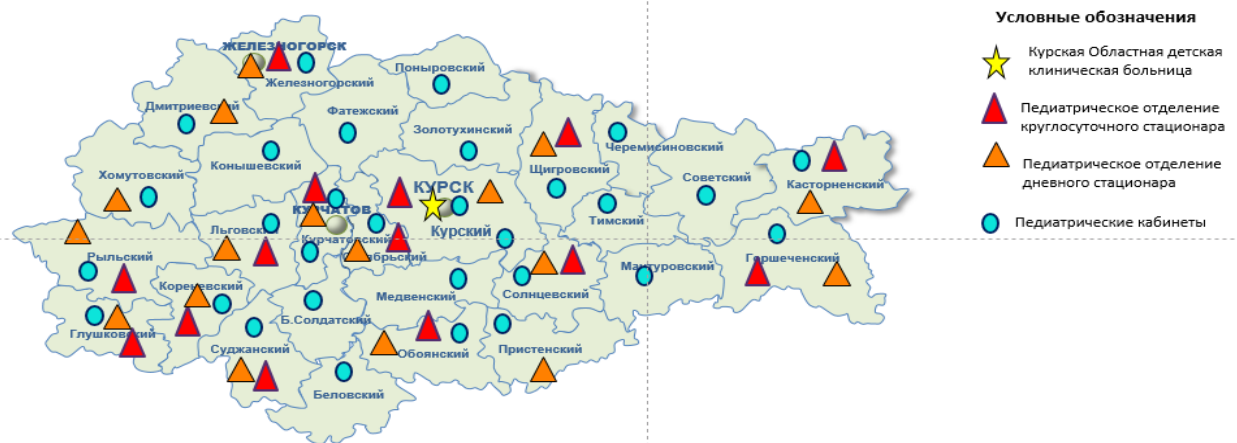 Условные обозначения
Курская Областная детская
клиническая больница
Педиатрическое отделение
круглосуточного стационара
Педиатрическое отделение
дневного стационара
Педиатрические кабинеты
ЖЕЛЕЗНОГОРСК
Железногорский
Поныровский
Дмитриевский
Фатежский
Золотухинский
Черемисиновский
Конышевский
Щигровский
Хомутовский
Советский
Касторненский
КУРСК
КУРЧАТОВ
Тимский
Льговский
Курчатовский
Курский
Октябрьский
Рыльский
Горшеченский
Мантуровский
Кореневский
Медвенский
Солнцевский
Б.Солдатский
Глушковский
Суджанский
Обоянский
Пристенский
Беловский